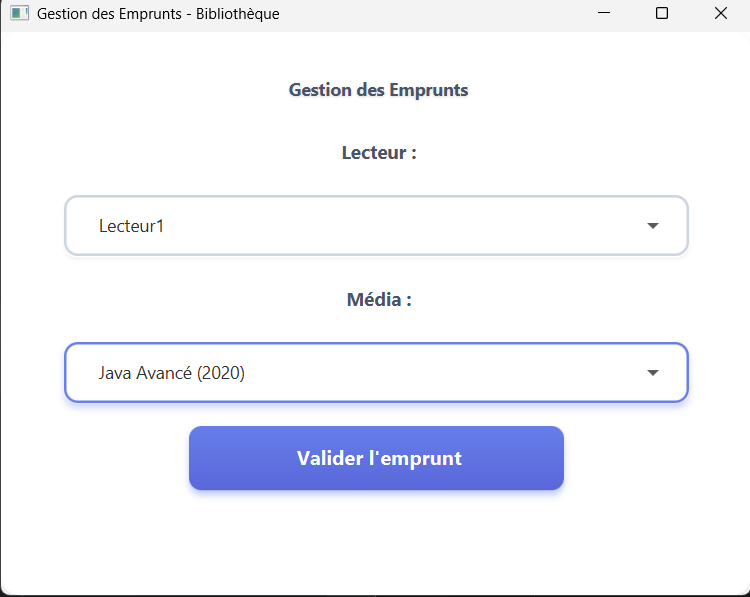 Gestion des Emprunts - Bibliothèque
Gestion des Emprunts
Lecteur :
Lecteur1
Média :
Java Avancé (2020)
Valider l'emprunt